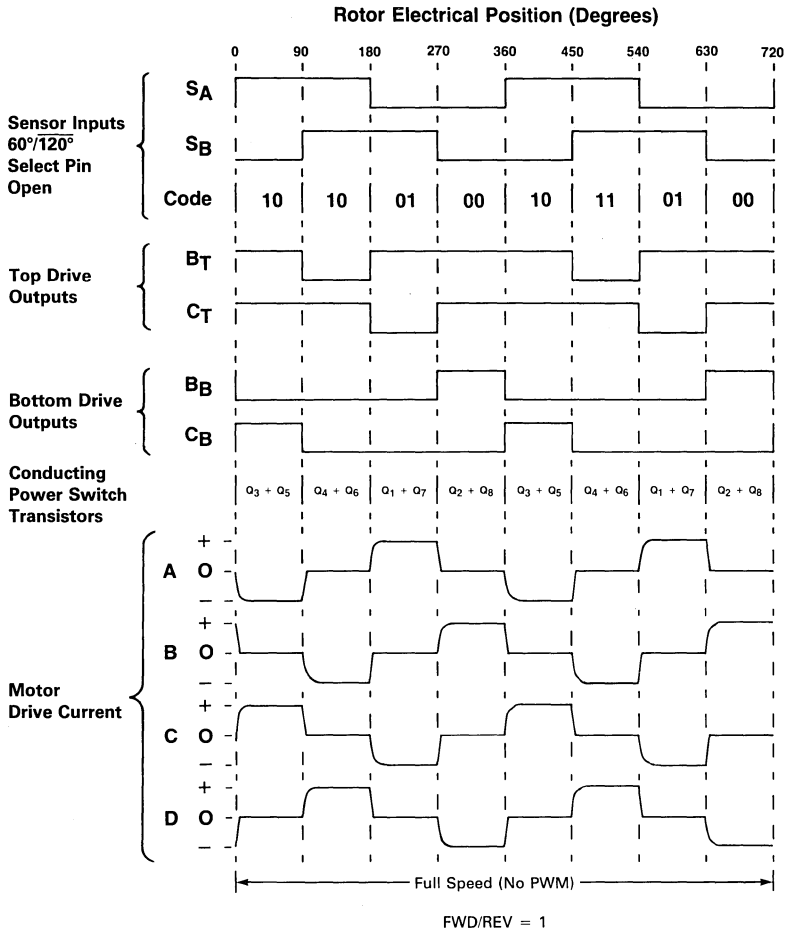 Rotor Electrical Position (Degrees)
0 90 180 270 360 450 540 630 720
Sensor Inputs
60°/120°
Select Pin
Open
SA
SB
Code 10 10 01 00 10 11 01 00
Top Drive
Outputs
BT
CT
Bottom Drive
Outputs
BB
CB
Conducting
Power Switch
Transistors
Q3 + Q5 Q4 + Q6 Q1 + Q7 Q2 + Q8 Q3 + Q5 Q4 + Q6 Q1 + Q7 Q2 + Q8
Motor
Drive Current
+
A O
−
+
B O
−
+
C O
−
+
D O
−
Full Speed (No PWM)
FWD/REV = 1